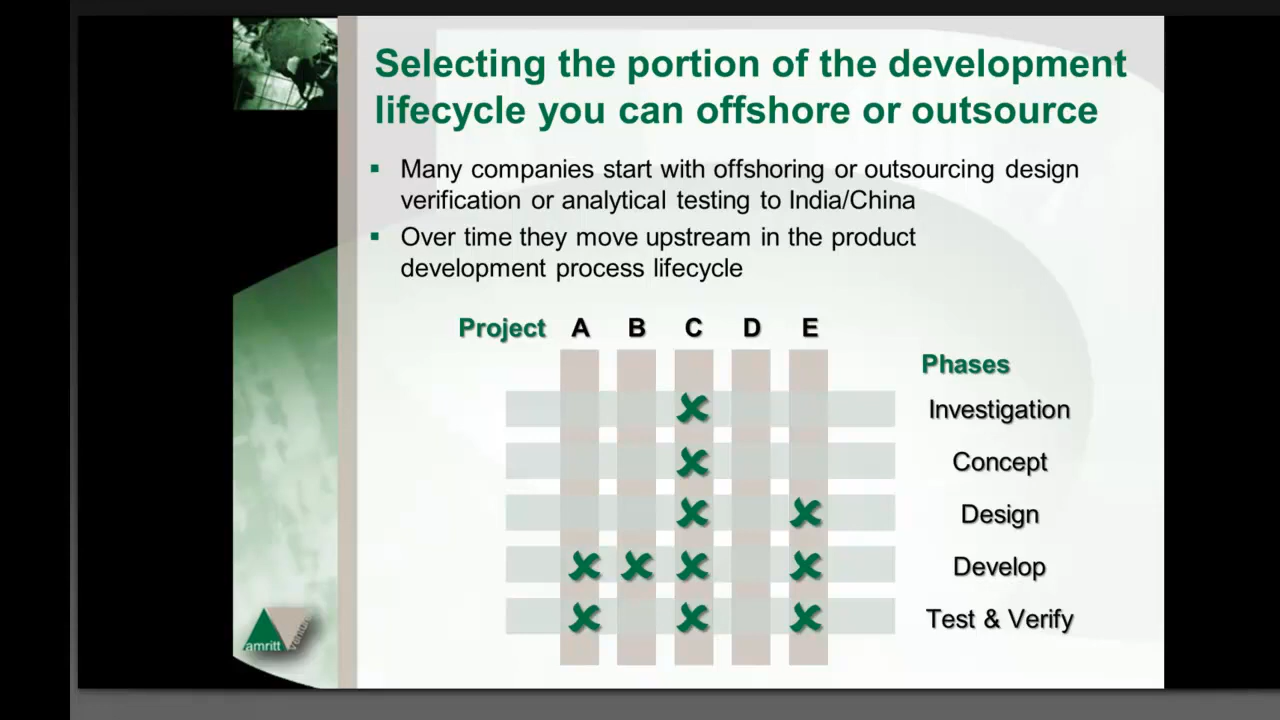 Selecting the portion of the development
lifecycle you can offshore or outsource
Many companies start with offshoring or outsourcing design
verification or analytical testing to India/China
Over time they move upstream in the product
development process lifecycle
Project A B C D E
Phases
Investigation
Concept
Design
Develop
Test & Verify
amritt